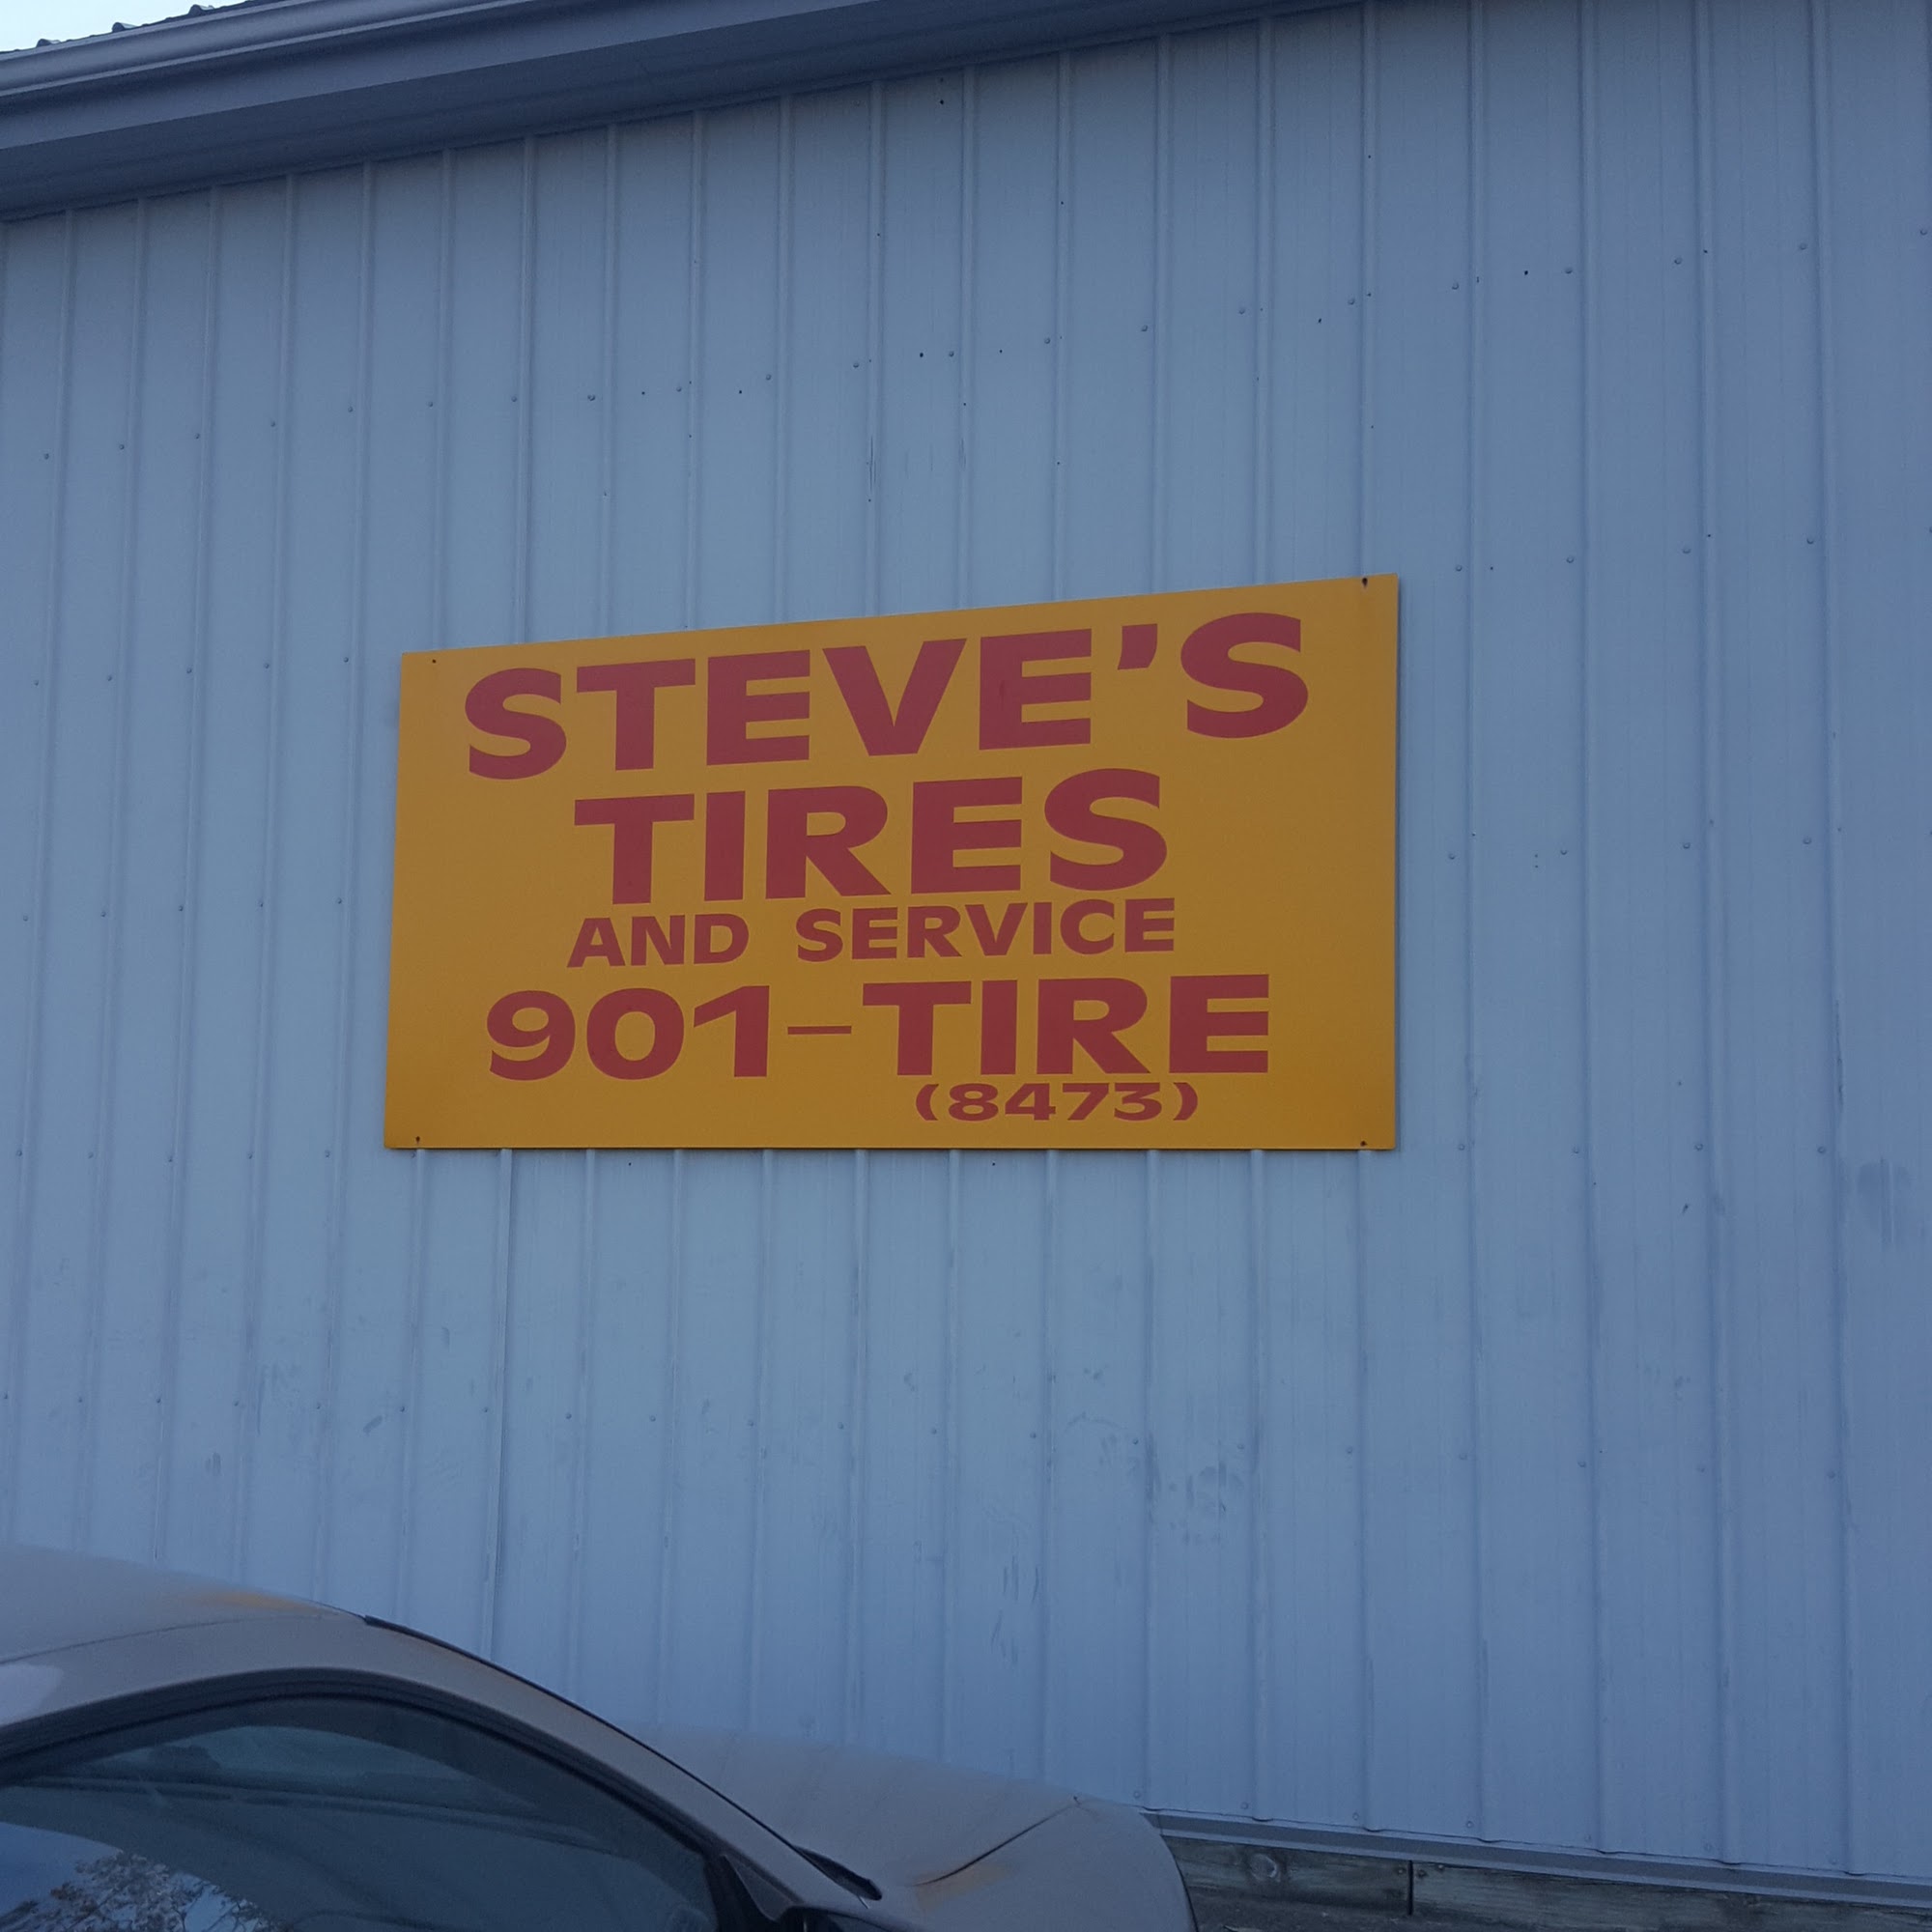 STEVE'S
TIRES
AND SERVICE
901-TIRE
(8473)